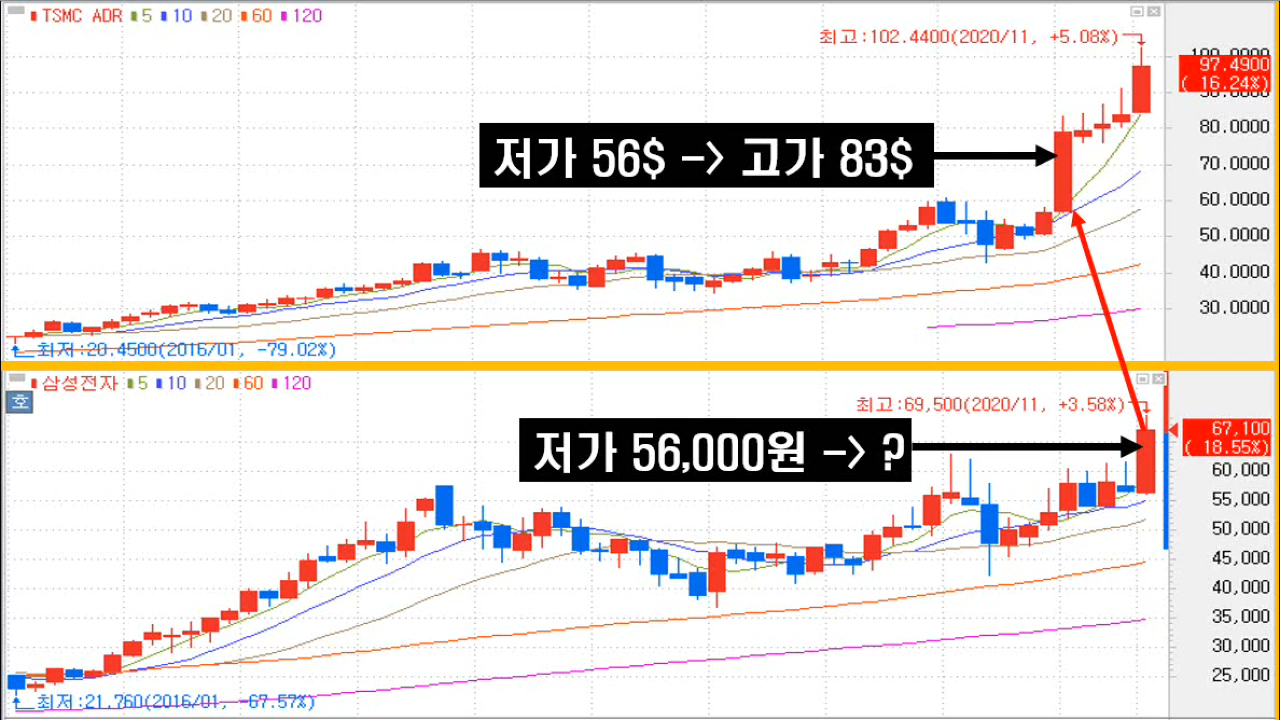 TSMC ADR 5 10 20 60 120
최고:102.4400(2020/11, +5.08%)
100.0000
97.4900
( 16.24%)
90.0000
80.0000
저가 56$ -> 고가 83$
70.0000
60.0000
50.0000
40.0000
30.0000
최저:20.4500(2016/01, -79.02%)
삼성전자 5 10 20 60 120
호
최고:69,500(2020/11, +3.58%)
67,100
( 18.55%)
저가 56,000원 -> ?
60,000
55,000
50,000
45,000
40,000
35,000
30,000
25,000
최저:21,760(2016/01, -67.57%)